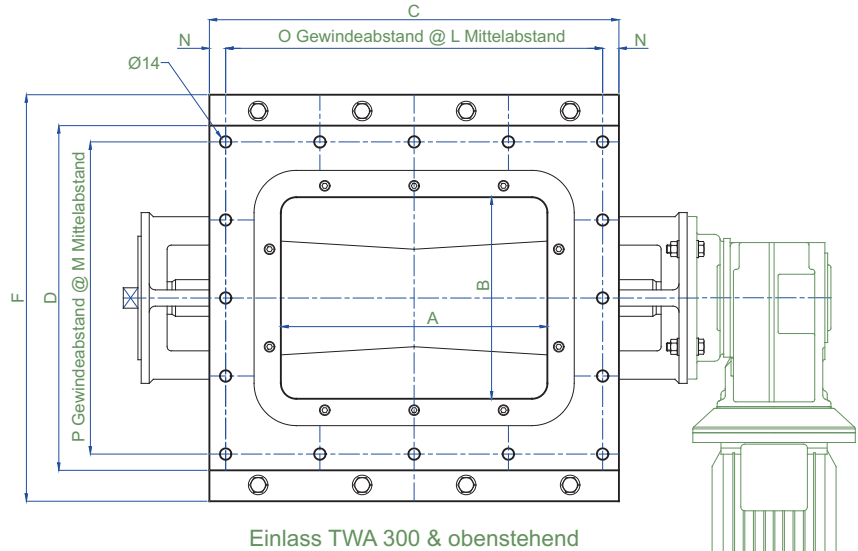 C
N
O Gewindeabstand @ L Mittelabstand
N
Ø14
F
D
P Gewindeabstand @ M Mittelabstand
B
A
Einlass TWA 300 & obenstehend